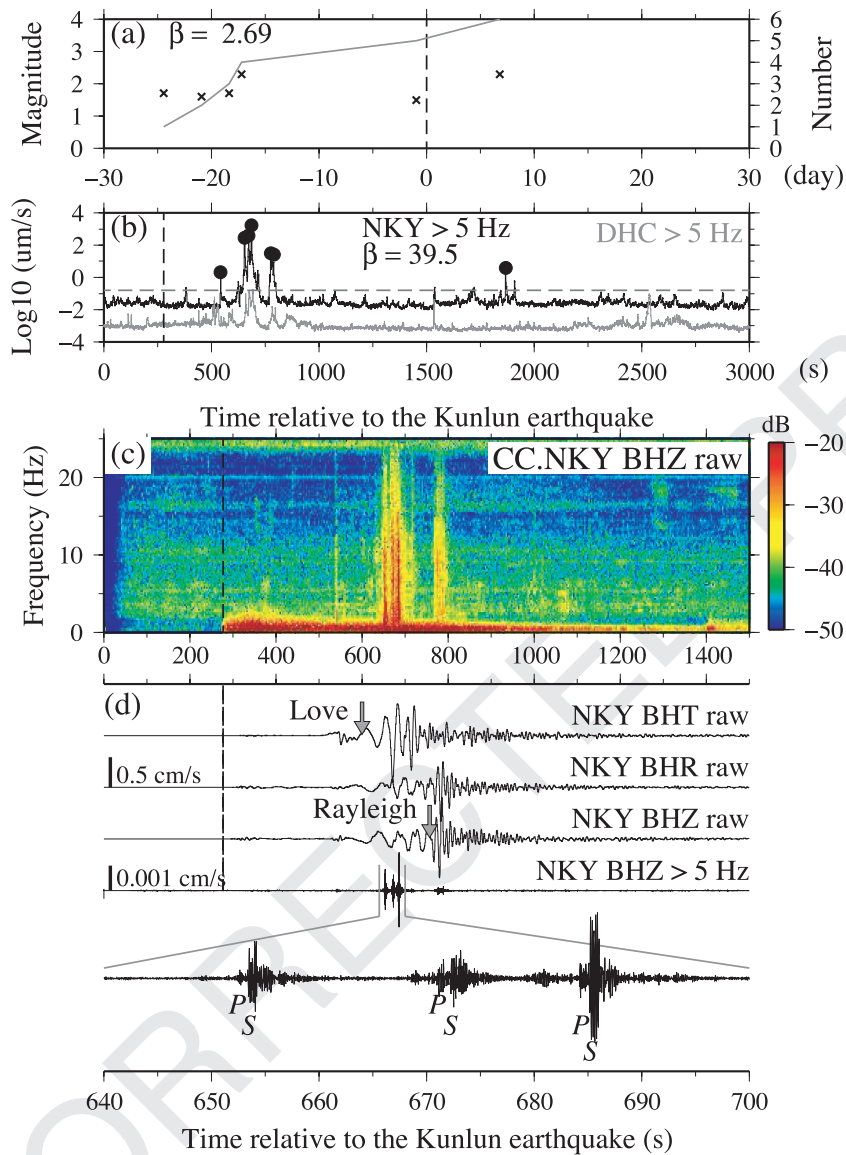 (a) β = 2.69
Magnitude
Number
4
3
2
1
0
6
5
4
3
2
1
0
−30 −20 −10 0 10 20 30 (day)
(b) NKY > 5 Hz DHC > 5 Hz
β = 39.5
Log10 (um/s)
4
2
0
−2
−4
0 500 1000 1500 2000 2500 3000 (s)
Time relative to the Kunlun earthquake
(c) CC.NKY BHZ raw
Frequency (Hz)
20
10
0
dB
−20
−30
−40
−50
0 200 400 600 800 1000 1200 1400
(d) Love NKY BHT raw
0.5 cm/s NKY BHR raw
Rayleigh NKY BHZ raw
0.001 cm/s NKY BHZ > 5 Hz
P P P
S S S
640 650 660 670 680 690 700
Time relative to the Kunlun earthquake (s)